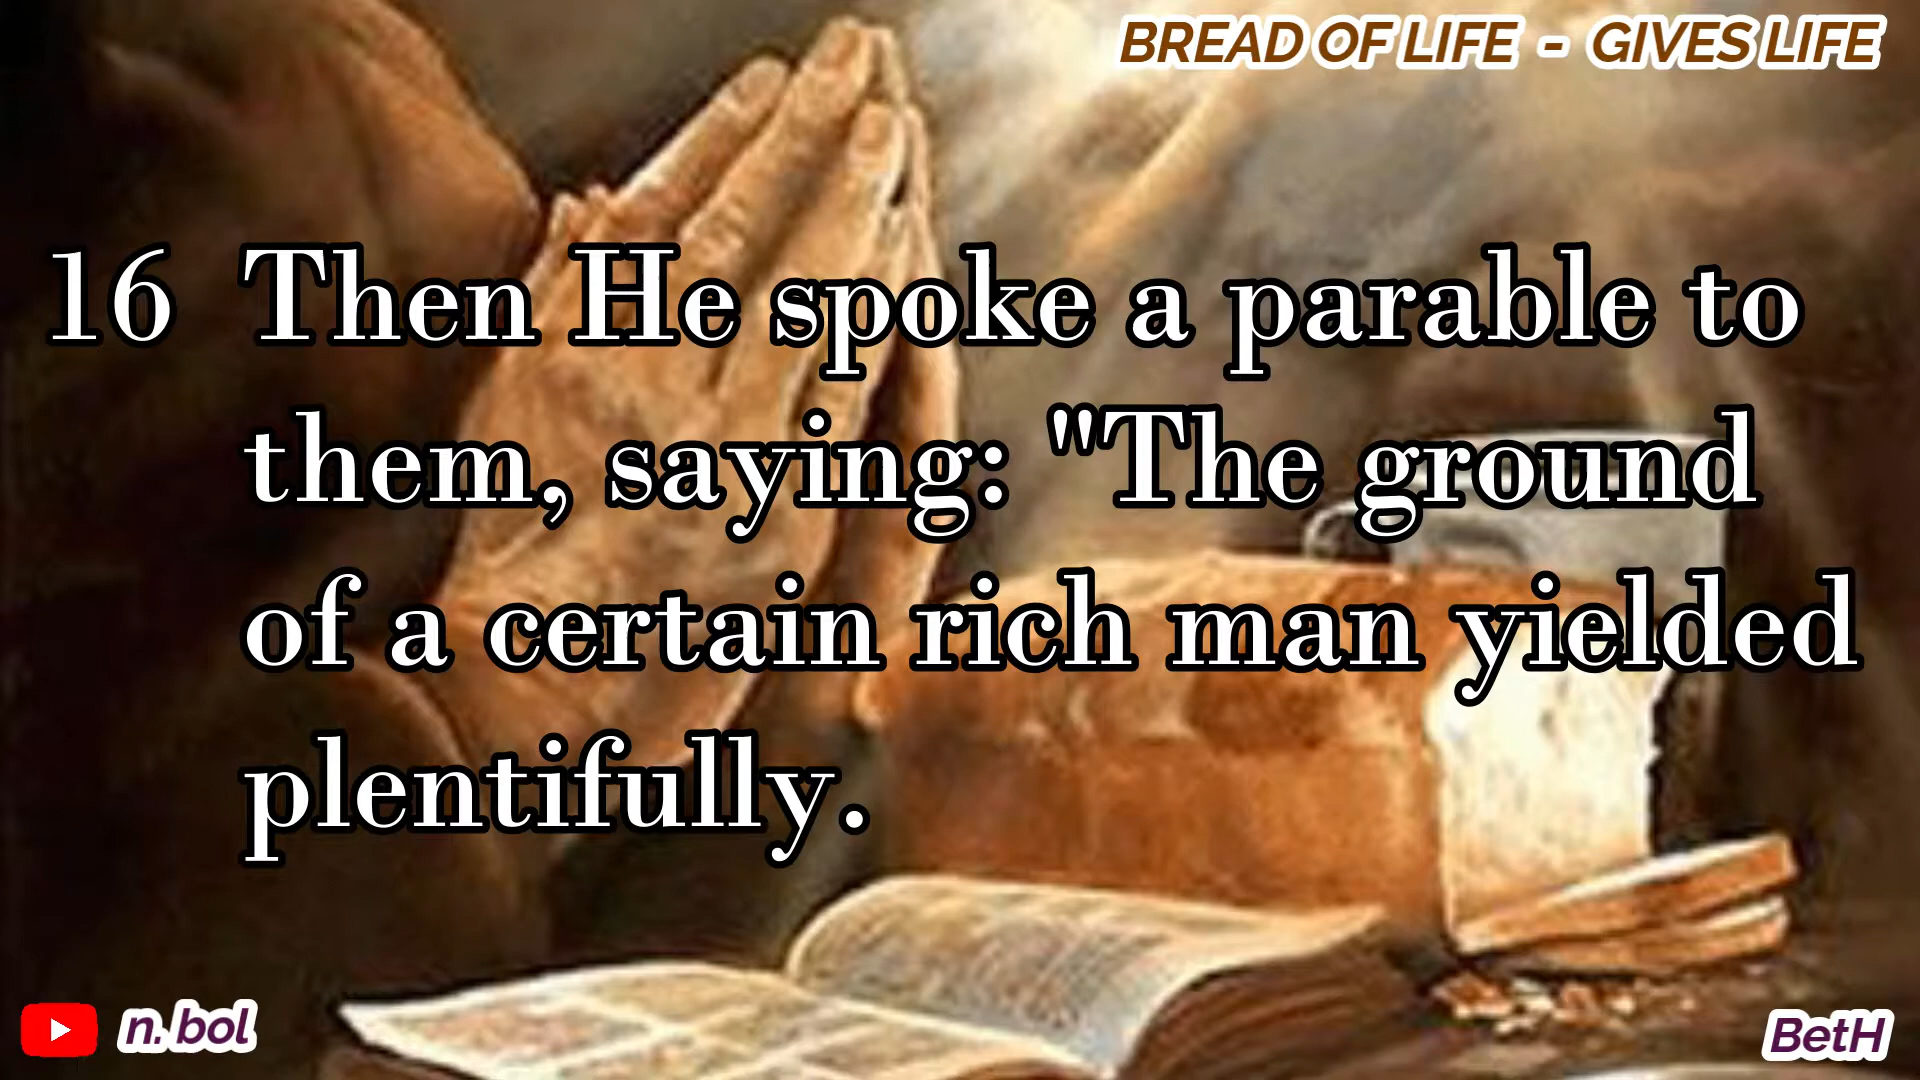 BREAD OF LIFE - GIVES LIFE
16 Then He spoke a parable to
them, saying: "The ground
of a certain rich man yielded
plentifully.
n. bol
BetH